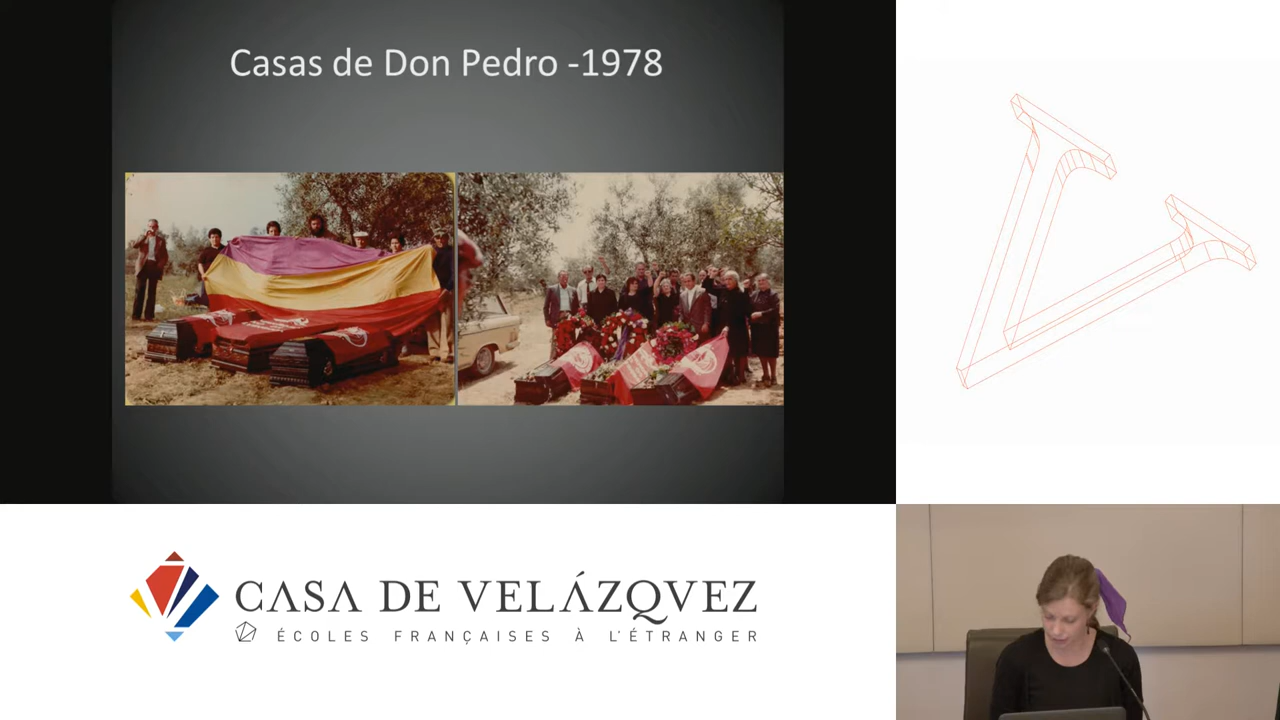 Casas de Don Pedro -1978
CASA DE VELÁZQVEZ
ÉCOLES FRANÇAISES À L'ÉTRANGER